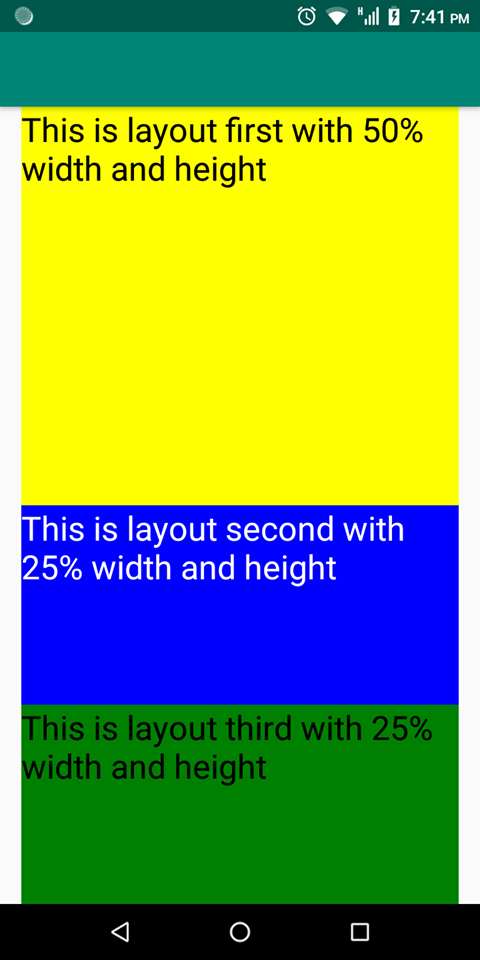 H 7:41 PM
This is layout first with 50%
width and height
This is layout second with
25% width and height
This is layout third with 25%
width and height